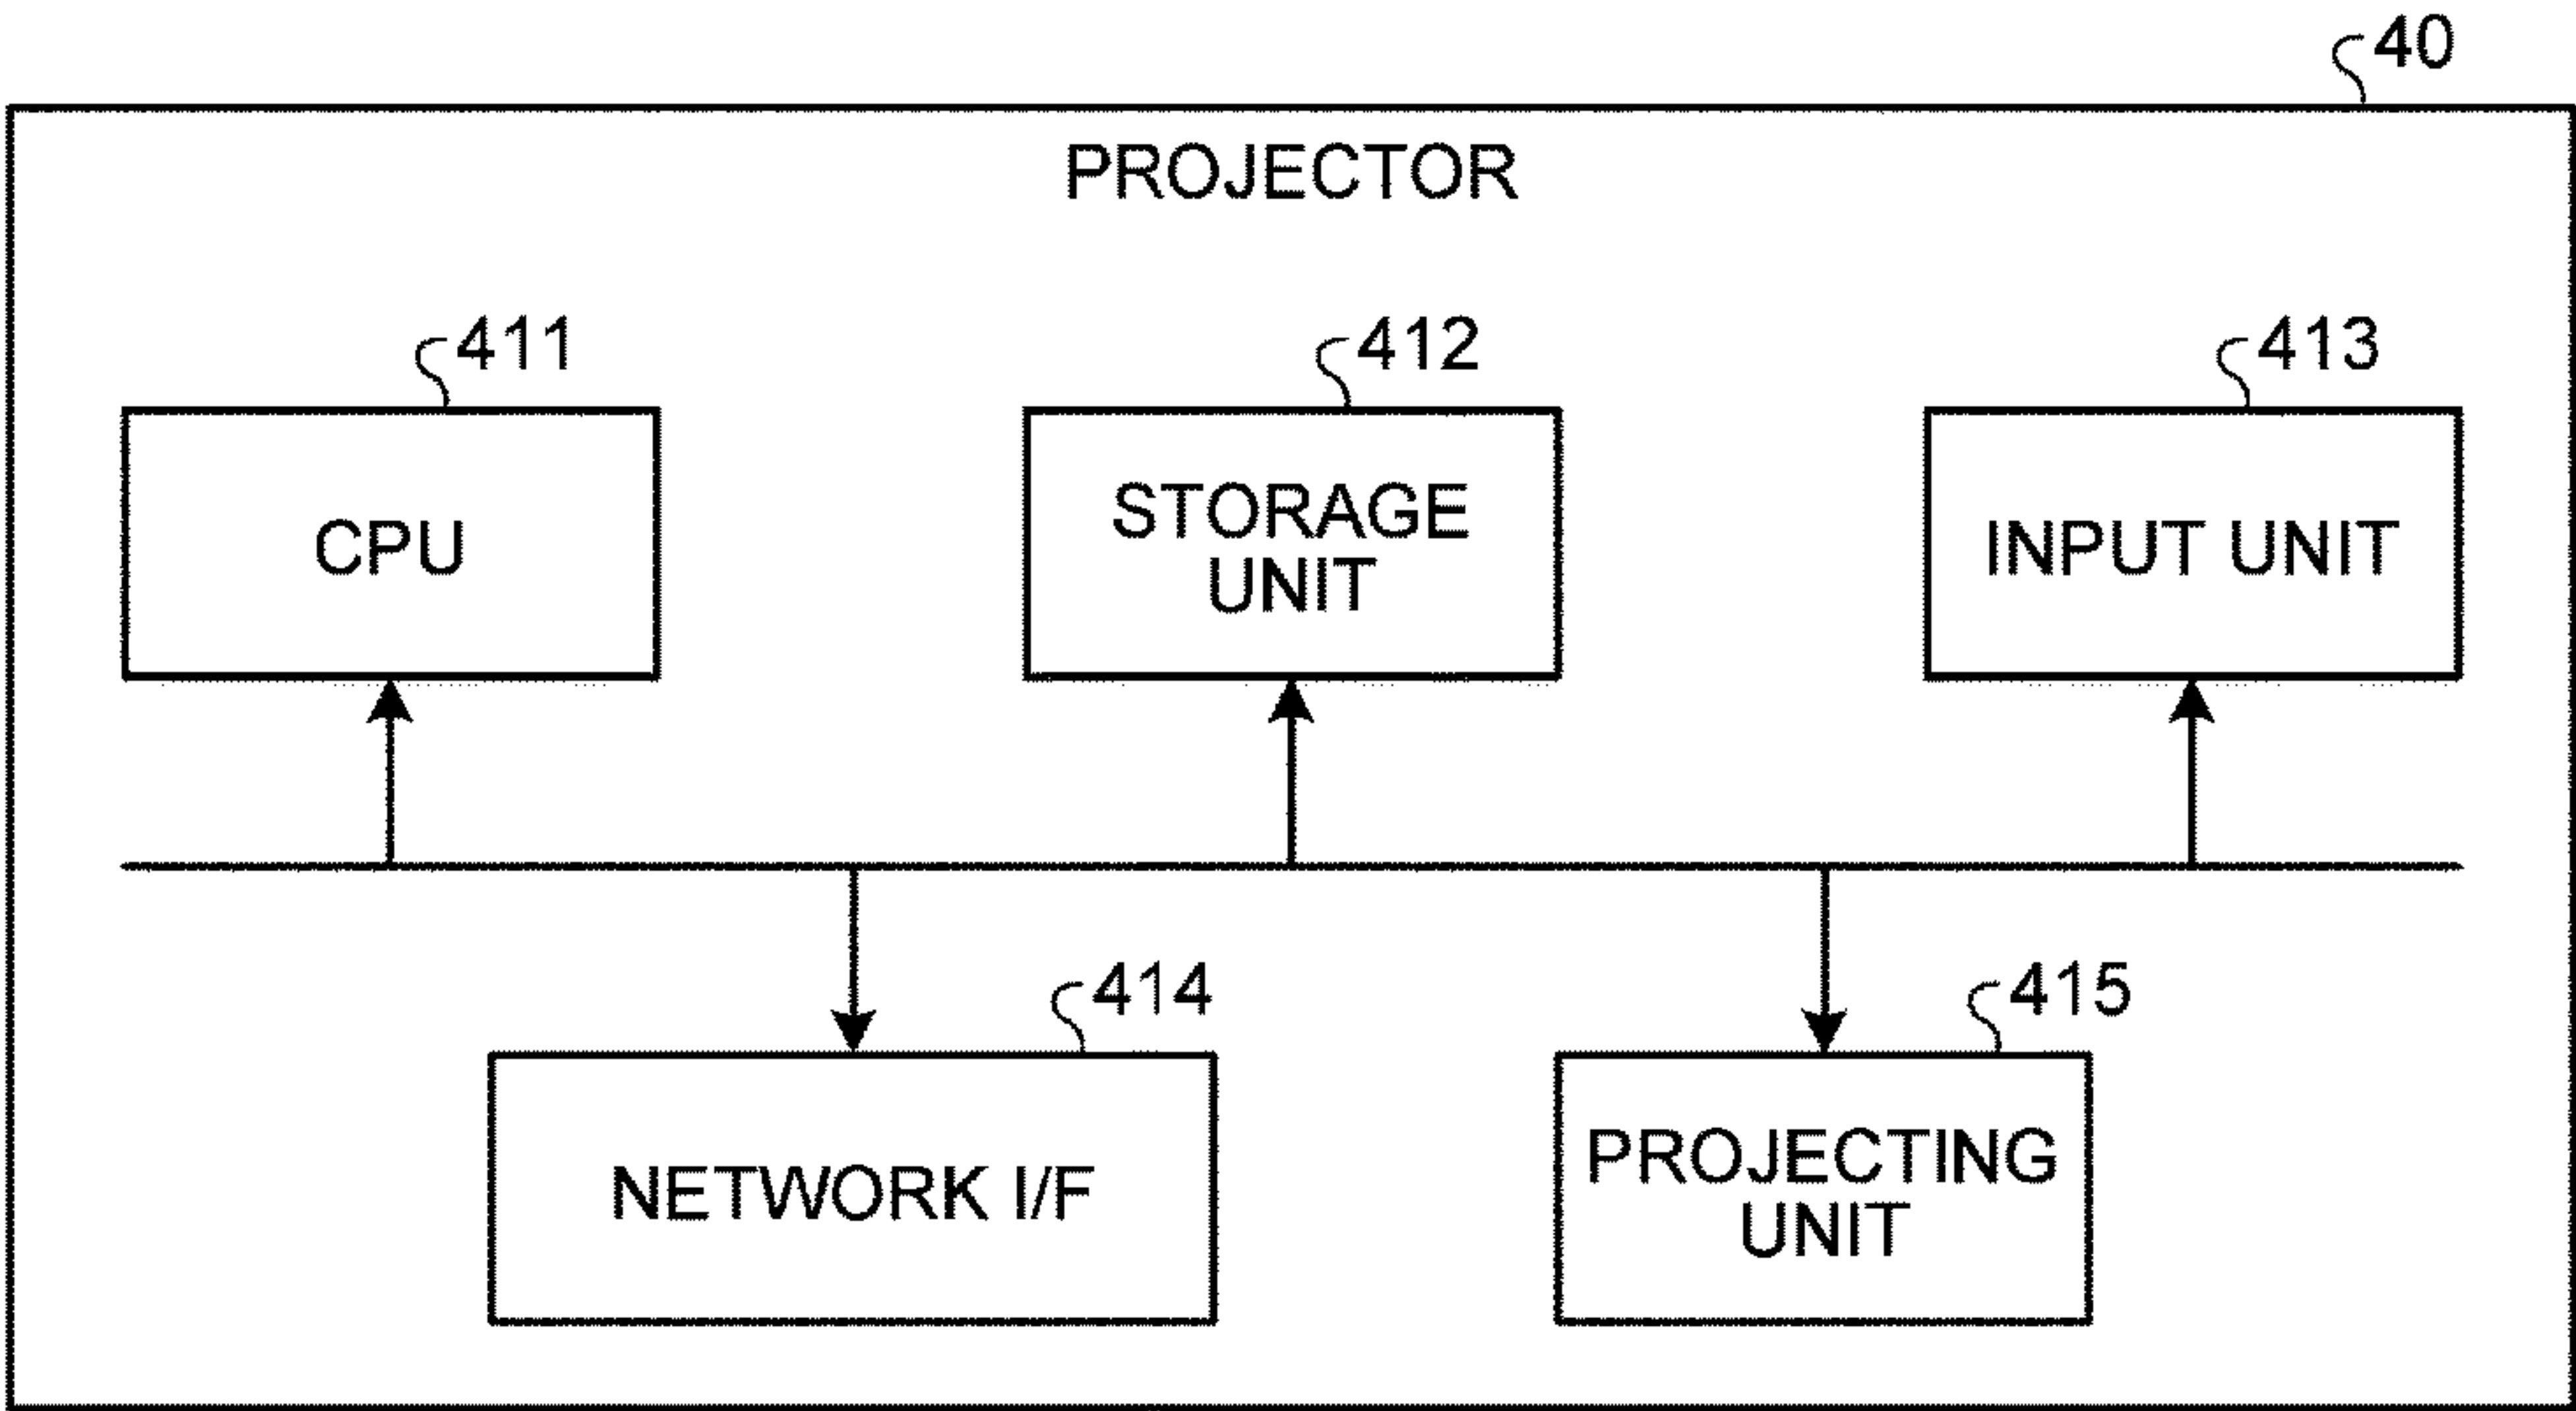 40
PROJECTOR
411
412
413
CPU
STORAGE
UNIT
INPUT UNIT
414
415
NETWORK I/F
PROJECTING
UNIT